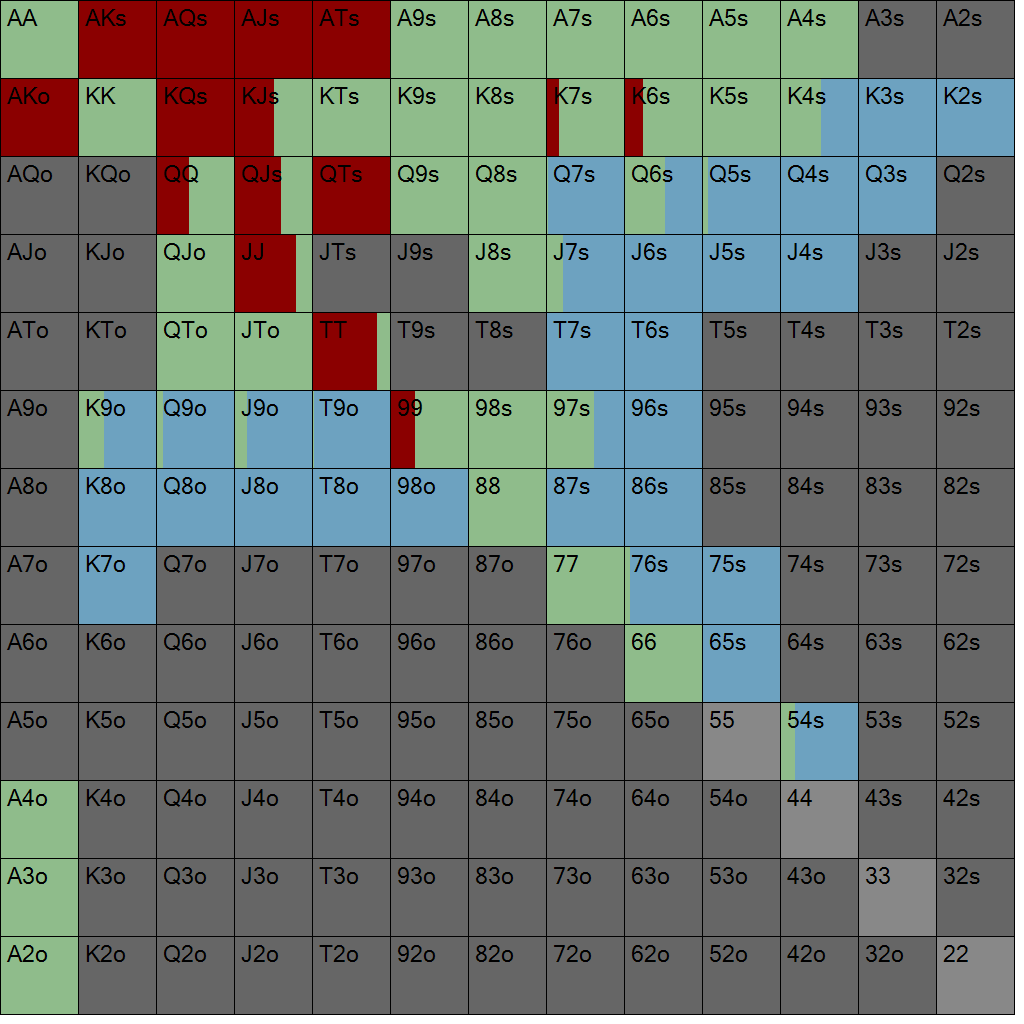 AA AKs AQs AJs ATs A9s A8s A7s A6s A5s A4s A3s A2s
AKo KK KQs KJs KTs K9s K8s K7s K6s K5s K4s K3s K2s
AQo KQo QQ QJs QTs Q9s Q8s Q7s Q6s Q5s Q4s Q3s Q2s
AJo KJo QJo JJ JTs J9s J8s J7s J6s J5s J4s J3s J2s
ATo KTo QTo JTo TT T9s T8s T7s T6s T5s T4s T3s T2s
A9o K9o Q9o J9o T9o 99 98s 97s 96s 95s 94s 93s 92s
A8o K8o Q8o J8o T8o 98o 88 87s 86s 85s 84s 83s 82s
A7o K7o Q7o J7o T7o 97o 87o 77 76s 75s 74s 73s 72s
A6o K6o Q6o J6o T6o 96o 86o 76o 66 65s 64s 63s 62s
A5o K5o Q5o J5o T5o 95o 85o 75o 65o 55 54s 53s 52s
A4o K4o Q4o J4o T4o 94o 84o 74o 64o 54o 44 43s 42s
A3o K3o Q3o J3o T3o 93o 83o 73o 63o 53o 43o 33 32s
A2o K2o Q2o J2o T2o 92o 82o 72o 62o 52o 42o 32o 22